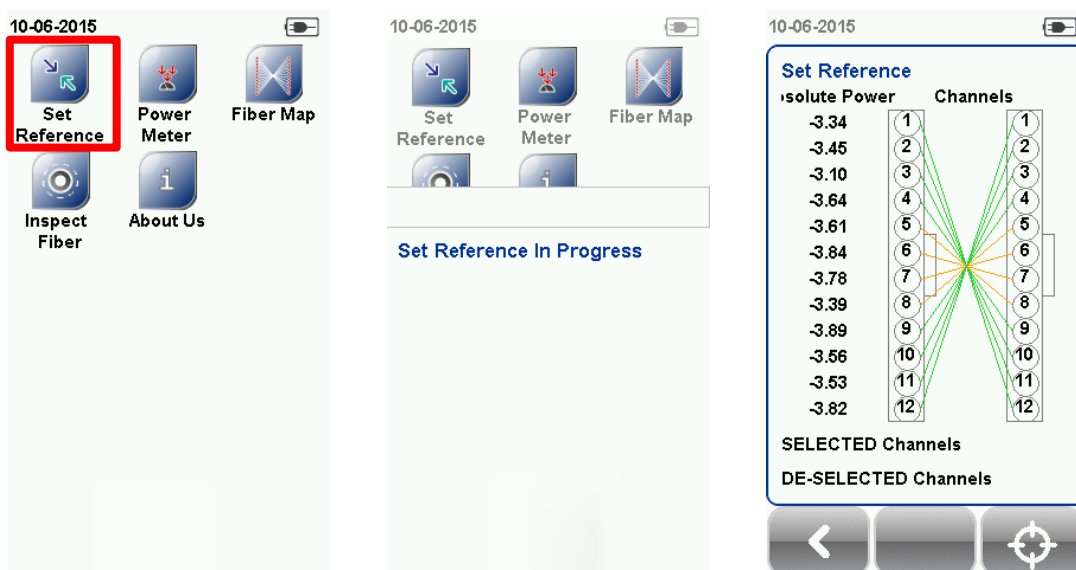 10-06-2015
Set Reference
Power Meter
Fiber Map
Inspect Fiber
About Us
10-06-2015
Set Reference
Power Meter
Fiber Map
Set Reference In Progress
10-06-2015
Set Reference
solute Power Channels
-3.34 1 1
-3.45 2 2
-3.10 3 3
-3.64 4 4
-3.61 5 5
-3.84 6 6
-3.78 7 7
-3.39 8 8
-3.89 9 9
-3.56 10 10
-3.53 11 11
-3.82 12 12
SELECTED Channels
DE-SELECTED Channels